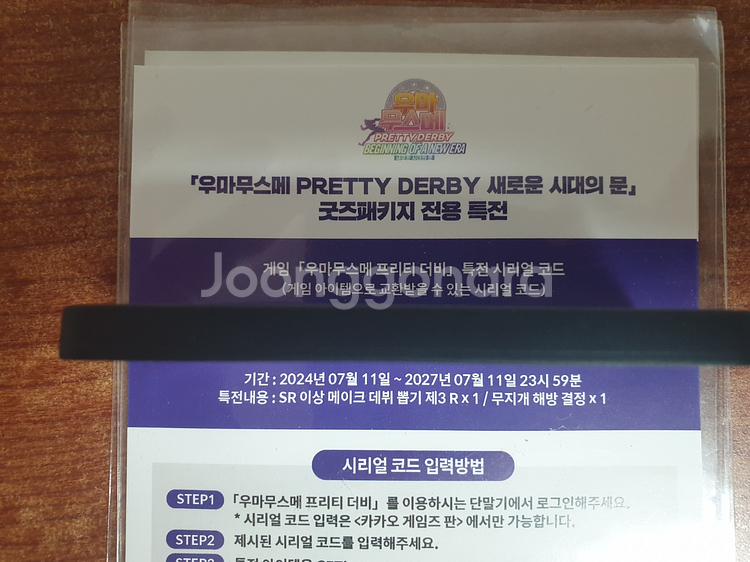 우마
무스메
PRETTY DERBY
BEGINNING OF A NEW ERA
새로운 시대의 문
「우마무스메 PRETTY DERBY 새로운 시대의 문」
굿즈패키지 전용 특전
게임「우마무스메 프리티 더비」특전 시리얼 코드
Joonggonara
(게임 아이템으로 교환받을 수 있는 시리얼 코드)
기간 : 2024년 07월 11일 ~ 2027년 07월 11일 23시 59분
특전내용 : SR 이상 메이크 데뷔 뽑기 제3 R x 1 / 무지개 해방 결정 x 1
시리얼 코드 입력방법
STEP1 「우마무스메 프리티 더비」를 이용하시는 단말기에서 로그인해주세요.
* 시리얼 코드 입력은 <카카오 게임즈 판> 에서만 가능합니다.
STEP2 제시된 시리얼 코드를 입력해주세요.